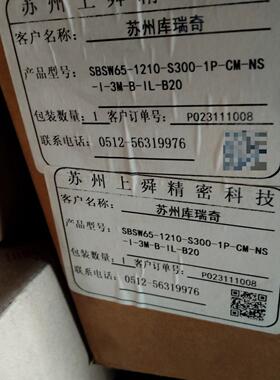 苏州上舜精密
客户名称: 苏州库瑞奇
产品型号: SBSW65-1210-S300-1P-CM-NS
-I-3M-B-IL-B20
包装数量: 1 客户订单号: P023111008
联系电话: 0512-56319976
苏州上舜精密科技
客户名称: 苏州库瑞奇
产品型号: SBSW65-1210-S300-1P-CM-NS
-I-3M-B-IL-B20
包装数量: 1 客户订单号: P023111008
联系电话: 0512-56319976